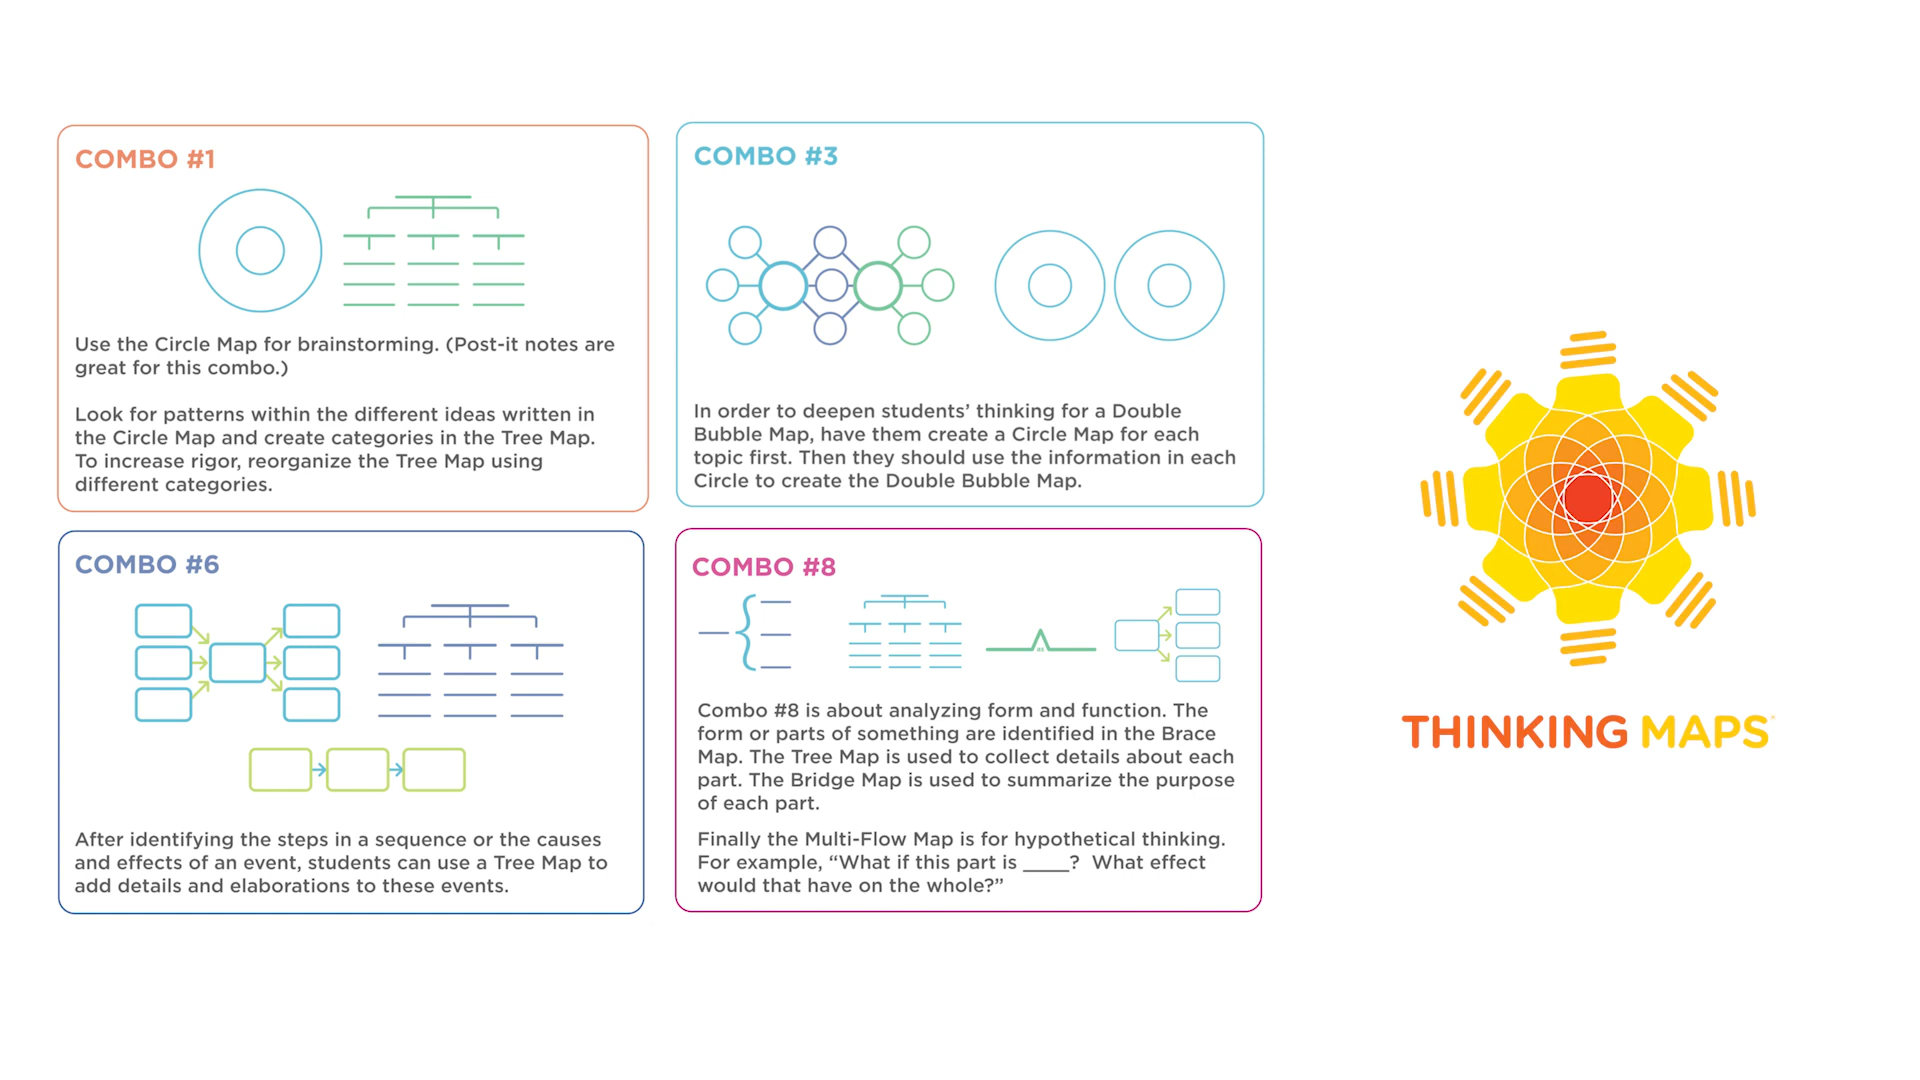 COMBO #1
Use the Circle Map for brainstorming. (Post-it notes are
great for this combo.)
Look for patterns within the different ideas written in
the Circle Map and create categories in the Tree Map.
To increase rigor, reorganize the Tree Map using
different categories.
COMBO #3
In order to deepen students’ thinking for a Double
Bubble Map, have them create a Circle Map for each
topic first. Then they should use the information in each
Circle to create the Double Bubble Map.
COMBO #6
After identifying the steps in a sequence or the causes
and effects of an event, students can use a Tree Map to
add details and elaborations to these events.
COMBO #8
as
Combo #8 is about analyzing form and function. The
form or parts of something are identified in the Brace
Map. The Tree Map is used to collect details about each
part. The Bridge Map is used to summarize the purpose
of each part.
Finally the Multi-Flow Map is for hypothetical thinking.
For example, “What if this part is ____?  What effect
would that have on the whole?”
THINKING MAPS